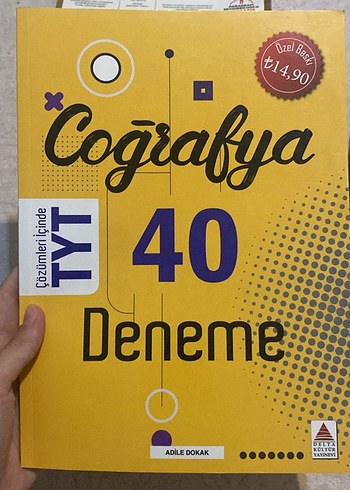 Özel Baskı
₺14,90
Coğrafya
Çözümleri İçinde
TYT
40
Deneme
ADİLE DOKAK
DELTA
KÜLTÜR
YAYINEVİ